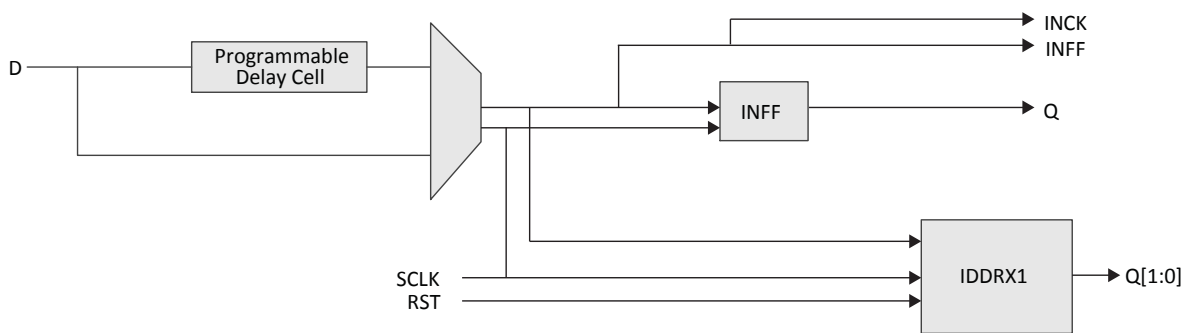 INCK
INFF
D
Programmable
Delay Cell
INFF
Q
SCLK
RST
IDDRX1
Q[1:0]